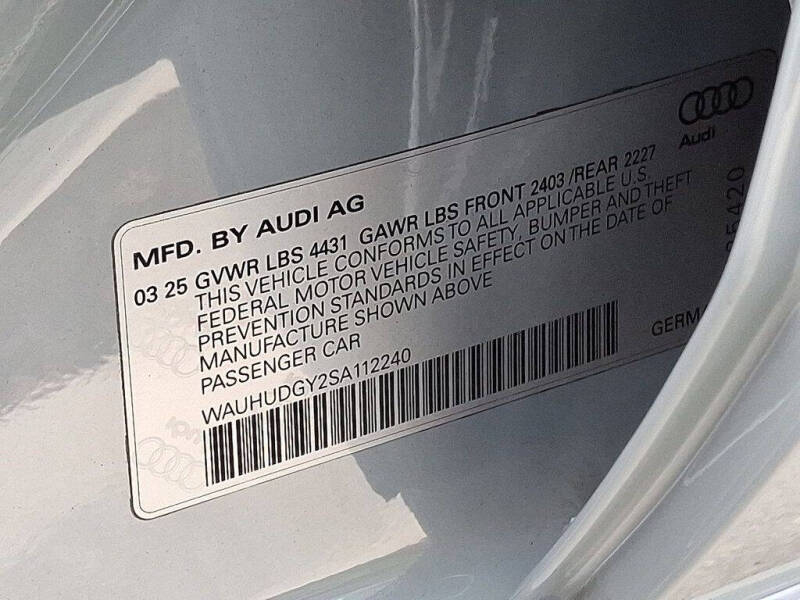 Audi
MFD. BY AUDI AG
03 25 GVWR LBS 4431 GAWR LBS FRONT 2403 /REAR 2227
THIS VEHICLE CONFORMS TO ALL APPLICABLE U.S.
FEDERAL MOTOR VEHICLE SAFETY, BUMPER AND THEFT
PREVENTION STANDARDS IN EFFECT ON THE DATE OF
MANUFACTURE SHOWN ABOVE
PASSENGER CAR
WAUHUDGY2SA112240